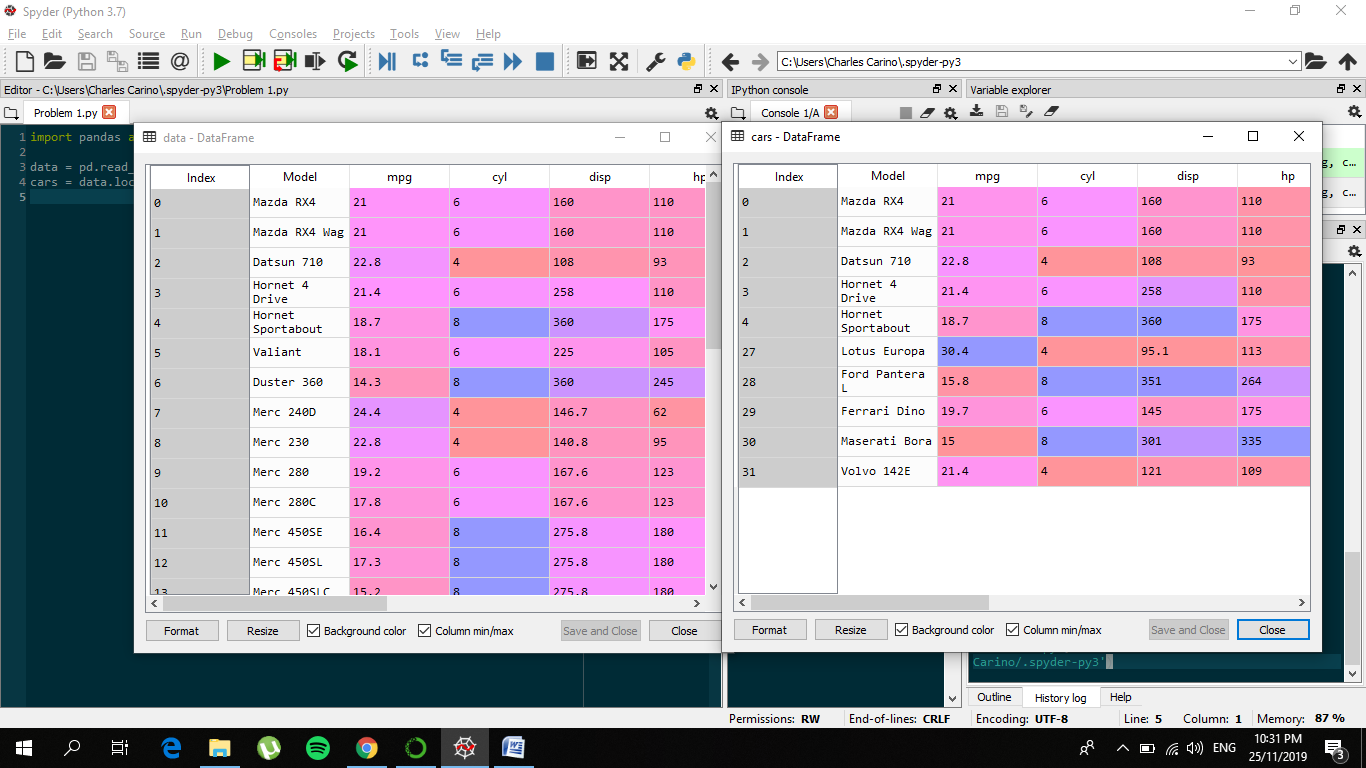 Spyder (Python 3.7)
File Edit Search Source Run Debug Consoles Projects Tools View Help
C:\Users\Charles Carino\.spyder-py3
Editor - C:\Users\Charles Carino\.spyder-py3\Problem 1.py
Problem 1.py
1 import pandas a
2
3 data = pd.read_
4 cars = data.loc
5
data - DataFrame
Index Model mpg cyl disp hp
0 Mazda RX4 21 6 160 110
1 Mazda RX4 Wag 21 6 160 110
2 Datsun 710 22.8 4 108 93
3 Hornet 4 Drive 21.4 6 258 110
4 Hornet Sportabout 18.7 8 360 175
5 Valiant 18.1 6 225 105
6 Duster 360 14.3 8 360 245
7 Merc 240D 24.4 4 146.7 62
8 Merc 230 22.8 4 140.8 95
9 Merc 280 19.2 6 167.6 123
10 Merc 280C 17.8 6 167.6 123
11 Merc 450SE 16.4 8 275.8 180
12 Merc 450SL 17.3 8 275.8 180
13 Merc 450SLC 15.2 8 275.8 180
Format Resize Background color Column min/max Save and Close Close
IPython console
Console 1/A
Variable explorer
g, c...
g, c...
cars - DataFrame
Index Model mpg cyl disp hp
0 Mazda RX4 21 6 160 110
1 Mazda RX4 Wag 21 6 160 110
2 Datsun 710 22.8 4 108 93
3 Hornet 4 Drive 21.4 6 258 110
4 Hornet Sportabout 18.7 8 360 175
27 Lotus Europa 30.4 4 95.1 113
28 Ford Pantera L 15.8 8 351 264
29 Ferrari Dino 19.7 6 145 175
30 Maserati Bora 15 8 301 335
31 Volvo 142E 21.4 4 121 109
Format Resize Background color Column min/max Save and Close Close
Carino/.spyder-py3'
Outline History log Help
Permissions: RW End-of-lines: CRLF Encoding: UTF-8 Line: 5 Column: 1 Memory: 87 %
ENG 10:31 PM
25/11/2019
3